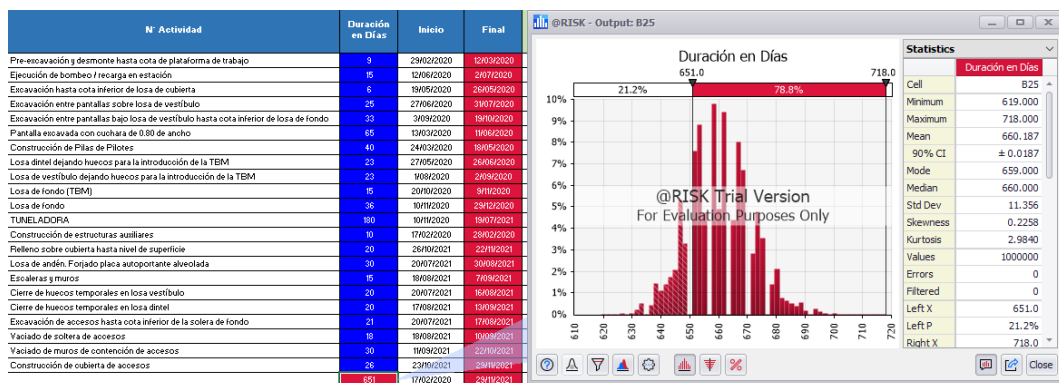 Nº Actividad Duración en Días Inicio Final
Pre-excavación y desmonte hasta cota de plataforma de trabajo 9 29/02/2020 12/03/2020
Ejecución de bombeo / recarga en estación 15 12/06/2020 2/07/2020
Excavación hasta cota inferior de losa de cubierta 6 19/05/2020 26/05/2020
Excavación entre pantallas sobre losa de vestíbulo 25 27/06/2020 31/07/2020
Excavación entre pantallas bajo losa de vestíbulo hasta cota inferior de losa de fondo 33 3/09/2020 19/10/2020
Pantalla excavada con cuchara de 0.80 de ancho 65 13/03/2020 11/06/2020
Construcción de Pilas de Pilotes 40 24/03/2020 18/05/2020
Losa dintel dejando huecos para la introducción de la TBM 23 27/05/2020 26/06/2020
Losa de vestíbulo dejando huecos para la introducción de la TBM 23 1/08/2020 2/09/2020
Losa de fondo (TBM) 15 20/10/2020 9/11/2020
Losa de fondo 36 10/11/2020 29/12/2020
TUNELADORA 180 10/11/2020 19/07/2021
Construcción de estructuras auxiliares 10 17/02/2020 28/02/2020
Relleno sobre cubierta hasta nivel de superficie 20 26/10/2021 22/11/2021
Losa de andén. Forjado placa autoportante alveolada 30 20/07/2021 30/08/2021
Escaleras y muros 15 18/08/2021 7/09/2021
Cierre de huecos temporales en losa vestíbulo 20 20/07/2021 16/08/2021
Cierre de huecos temporales en losa dintel 20 17/08/2021 13/09/2021
Excavación de accesos hasta cota inferior de la solera de fondo 21 20/07/2021 17/08/2021
Vaciado de soltera de accesos 18 18/08/2021 10/09/2021
Vaciado de muros de contención de accesos 30 11/09/2021 22/10/2021
Construcción de cubierta de accesos 26 23/10/2021 29/11/2021
651 17/02/2020 29/11/2021
@RISK - Output: B25
Duración en Días
651.0 718.0
21.2% 78.8%
10%
9%
8%
7%
6%
5%
4%
3%
2%
1%
0%
@RISK Trial Version
For Evaluation Purposes Only
610 620 630 640 650 660 670 680 690 700 710 720
Statistics
Duración en Días
Cell B25
Minimum 619.000
Maximum 718.000
Mean 660.187
90% CI ± 0.0187
Mode 659.000
Median 660.000
Std Dev 11.356
Skewness 0.2258
Kurtosis 2.9840
Values 1000000
Errors 0
Filtered 0
Left X 651.0
Left P 21.2%
Right X 718.0
Close